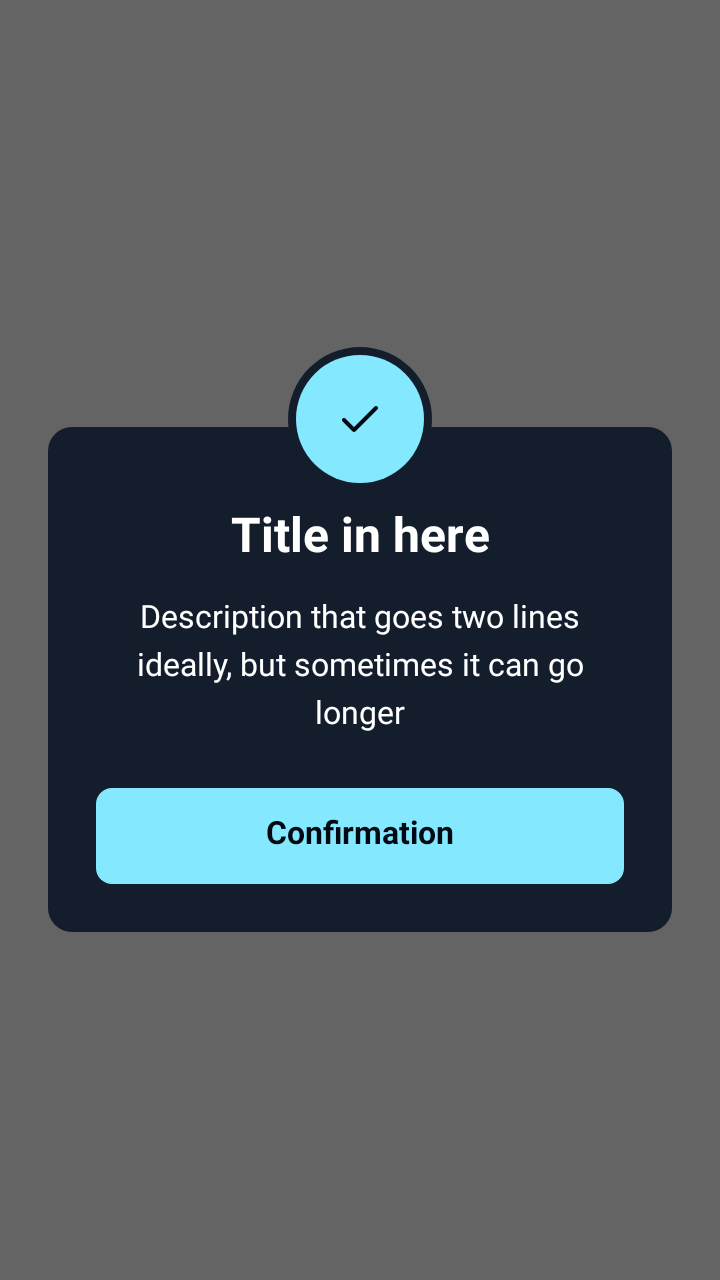 Title in here
Description that goes two lines
ideally, but sometimes it can go
longer
Confirmation